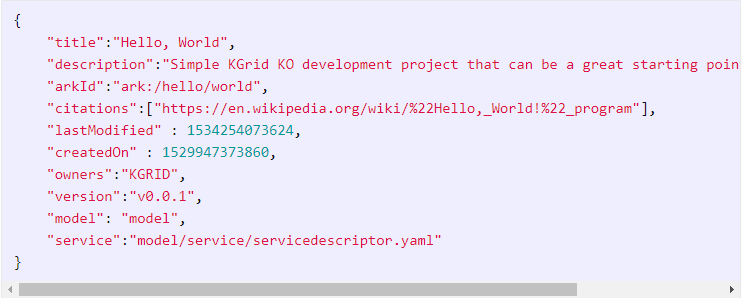 {
"title":"Hello, World",
"description":"Simple KGrid KO development project that can be a great starting
"arkId":"ark:/hello/world",
"citations":["https://en.wikipedia.org/wiki/%22Hello,_World!%22_program"],
"lastModified" : 1534254073624,
"createdOn" : 1529947373860,
"owners":"KGRID",
"version":"v0.0.1",
"model": "model",
"service":"model/service/servicedescriptor.yaml"
}